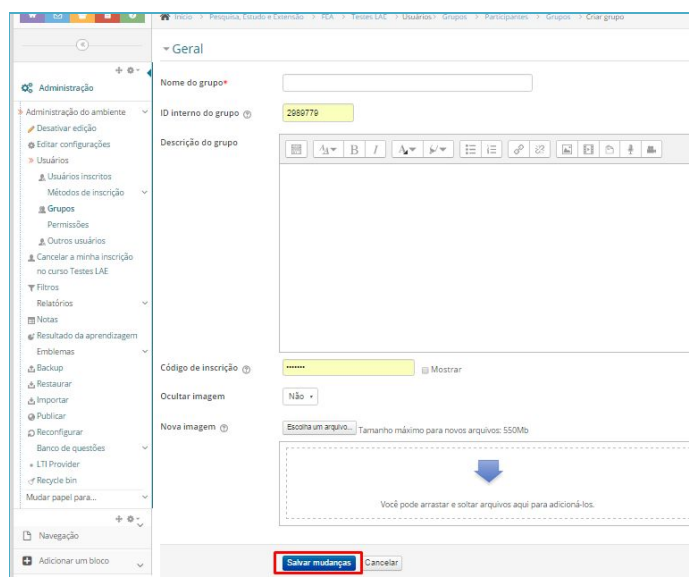 Início > Pesquisa, Estudo e Extensão > FCA > Testes LAE > Usuários > Grupos > Participantes > Grupos > Criar grupo
Geral
Administração
Administração do ambiente
Desativar edição
Editar configurações
Usuários
Usuários inscritos
Métodos de inscrição
Grupos
Permissões
Outros usuários
Cancelar a minha inscrição
no curso Testes LAE
Filtros
Relatórios
Notas
Resultado da aprendizagem
Emblemas
Backup
Restaurar
Importar
Publicar
Reconfigurar
Banco de questões
LTI Provider
Recycle bin
Mudar papel para...
Navegação
Adicionar um bloco
Nome do grupo*
ID interno do grupo 2989779
Descrição do grupo
B I
Código de inscrição ••••••• Mostrar
Ocultar imagem Não
Nova imagem Escolha um arquivo... Tamanho máximo para novos arquivos: 550Mb
Você pode arrastar e soltar arquivos aqui para adicioná-los.
Salvar mudanças Cancelar